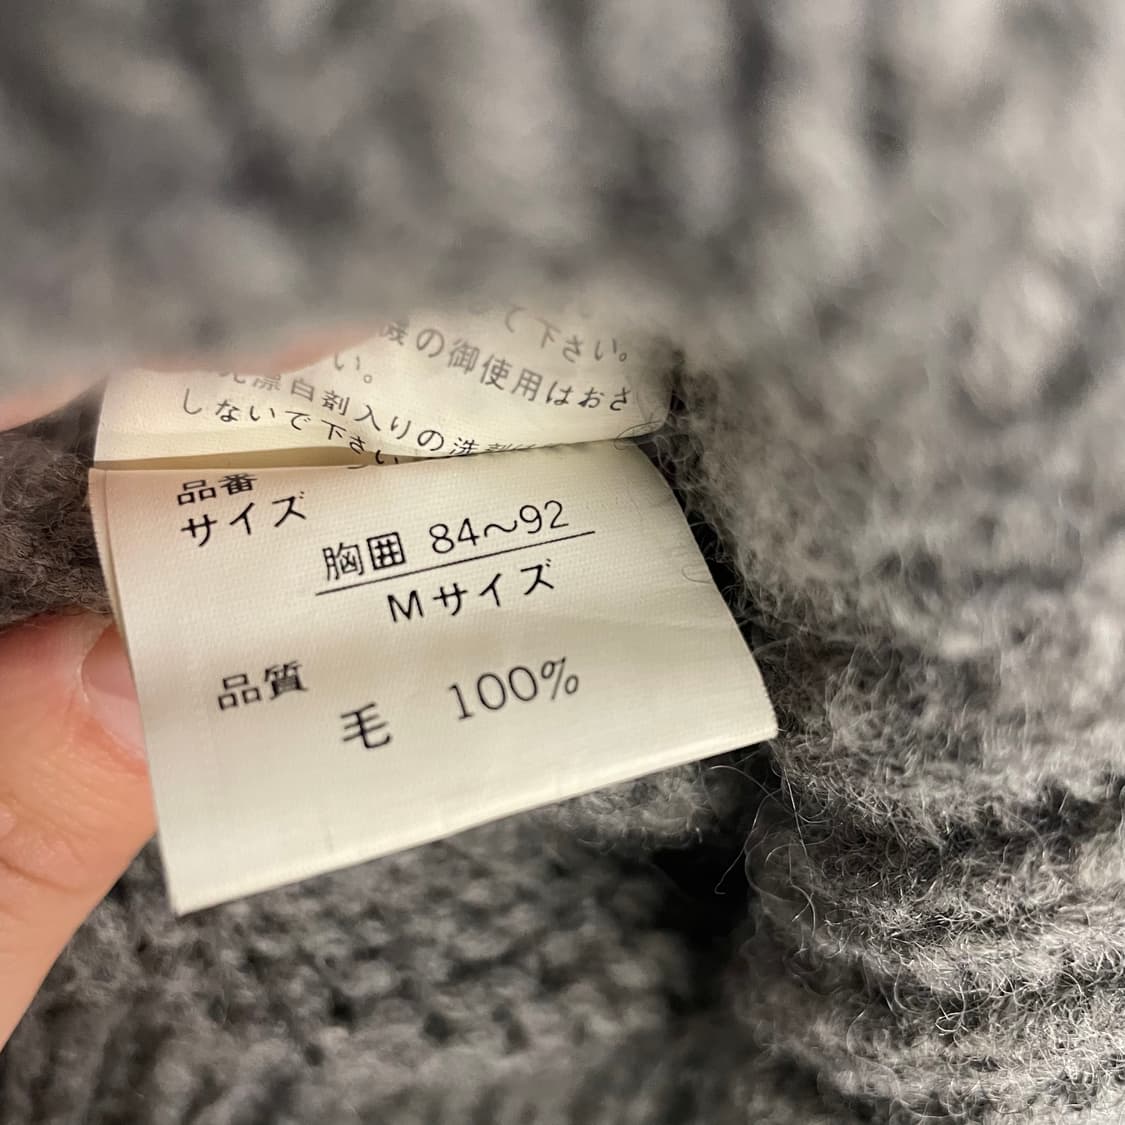 て下さい。
の御使用はおさ
い。
漂白剤入りの洗剤は
しないで下さい
品番
サイズ
胸囲 84〜92
Mサイズ
品質
毛 100%